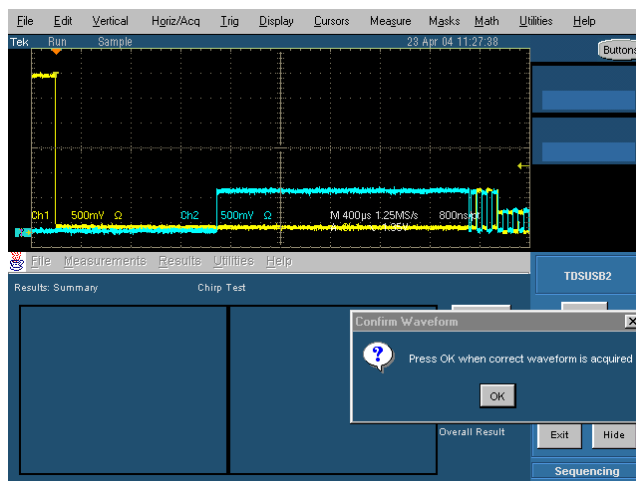 File Edit Vertical Horiz/Acq Trig Display Cursors Measure Masks Math Utilities Help
Tek Run Sample 23 Apr 04 11:27:38
Buttons
Ch1 500mV Ω Ch2 500mV Ω M 400µs 1.25MS/s
File Measurements Results Utilities Help
TDSUSB2
Results: Summary Chirp Test
Confirm Waveform
Press OK when correct waveform is acquired
OK
Overall Result
Exit Hide
Sequencing